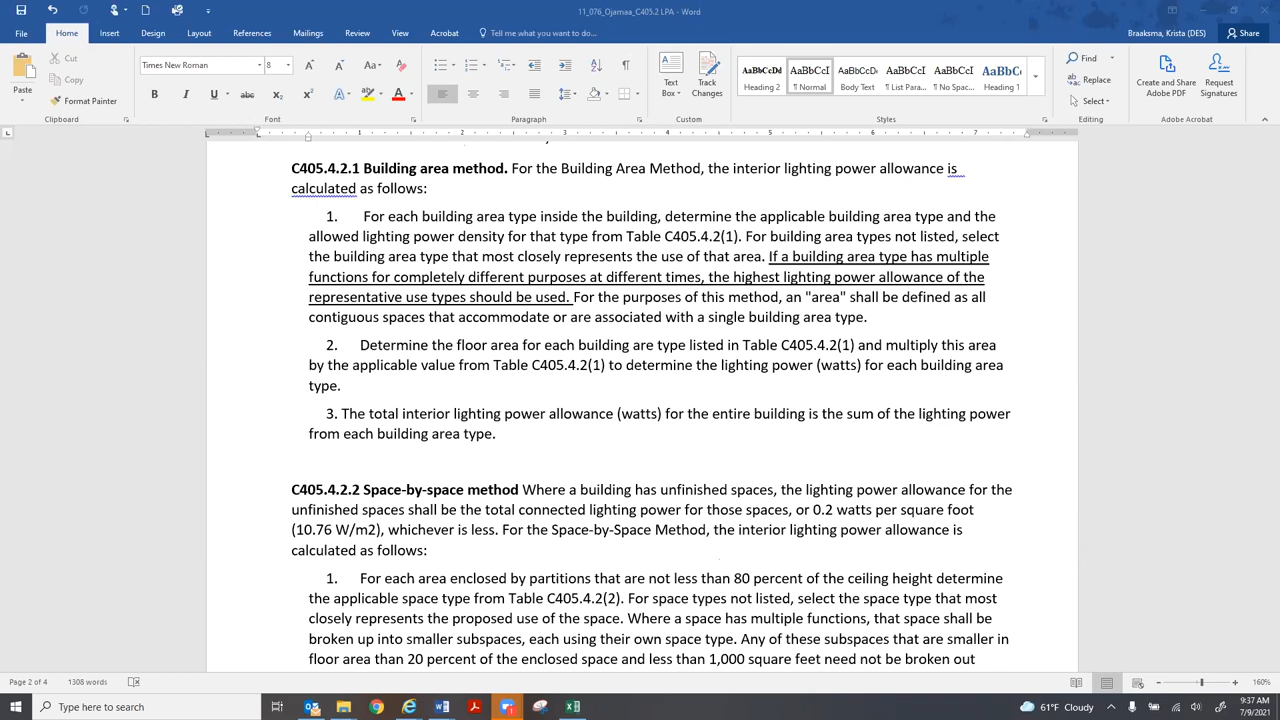 11_076_Ojamaa_C405.2 LPA - Word
Braaksma, Krista (DES)
File Home Insert Design Layout References Mailings Review View Acrobat Tell me what you want to do... Share
Cut
Copy
Format Painter
Paste
Times New Roman 8
Text Box
Track Changes
AaBbCcDd Heading 2
AaBbCcI ¶ Normal
AaBbCcDd Body Text
AaBbCcI ¶ List Para...
AaBbCcI ¶ No Spac...
AaBbC Heading 1
Find
Replace
Select
Create and Share Adobe PDF
Request Signatures
Clipboard Font Paragraph Custom Styles Editing Adobe Acrobat
1 2 3 4 5 6 7
C405.4.2.1 Building area method. For the Building Area Method, the interior lighting power allowance is
calculated as follows:
1. For each building area type inside the building, determine the applicable building area type and the
allowed lighting power density for that type from Table C405.4.2(1). For building area types not listed, select
the building area type that most closely represents the use of that area. If a building area type has multiple
functions for completely different purposes at different times, the highest lighting power allowance of the
representative use types should be used. For the purposes of this method, an "area" shall be defined as all
contiguous spaces that accommodate or are associated with a single building area type.
2. Determine the floor area for each building are type listed in Table C405.4.2(1) and multiply this area
by the applicable value from Table C405.4.2(1) to determine the lighting power (watts) for each building area
type.
3. The total interior lighting power allowance (watts) for the entire building is the sum of the lighting power
from each building area type.
C405.4.2.2 Space-by-space method Where a building has unfinished spaces, the lighting power allowance for the
unfinished spaces shall be the total connected lighting power for those spaces, or 0.2 watts per square foot
(10.76 W/m2), whichever is less. For the Space-by-Space Method, the interior lighting power allowance is
calculated as follows:
1. For each area enclosed by partitions that are not less than 80 percent of the ceiling height determine
the applicable space type from Table C405.4.2(2). For space types not listed, select the space type that most
closely represents the proposed use of the space. Where a space has multiple functions, that space shall be
broken up into smaller subspaces, each using their own space type. Any of these subspaces that are smaller in
floor area than 20 percent of the enclosed space and less than 1,000 square feet need not be broken out
Page 2 of 4 1308 words 160%
Type here to search
61°F Cloudy
9:37 AM
7/9/2021